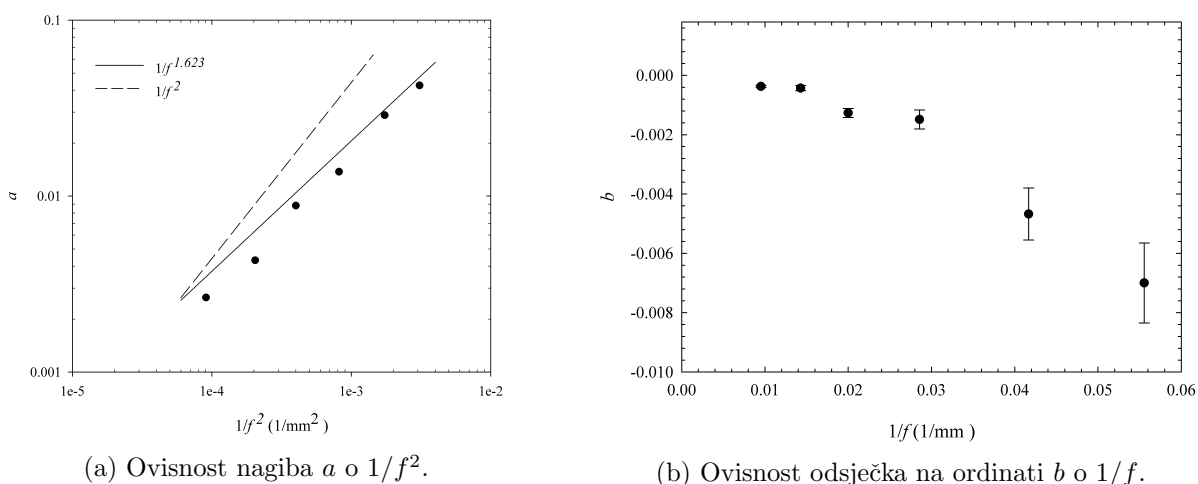 0.1
1/f^1.623
1/f^2
a
0.01
0.001
1e-5
1e-4
1e-3
1e-2
1/f^2 (1/mm^2 )
(a) Ovisnost nagiba a o 1/f^2.
0.000
-0.002
-0.004
b
-0.006
-0.008
-0.010
0.00
0.01
0.02
0.03
0.04
0.05
0.06
1/f (1/mm )
(b) Ovisnost odsječka na ordinati b o 1/f.